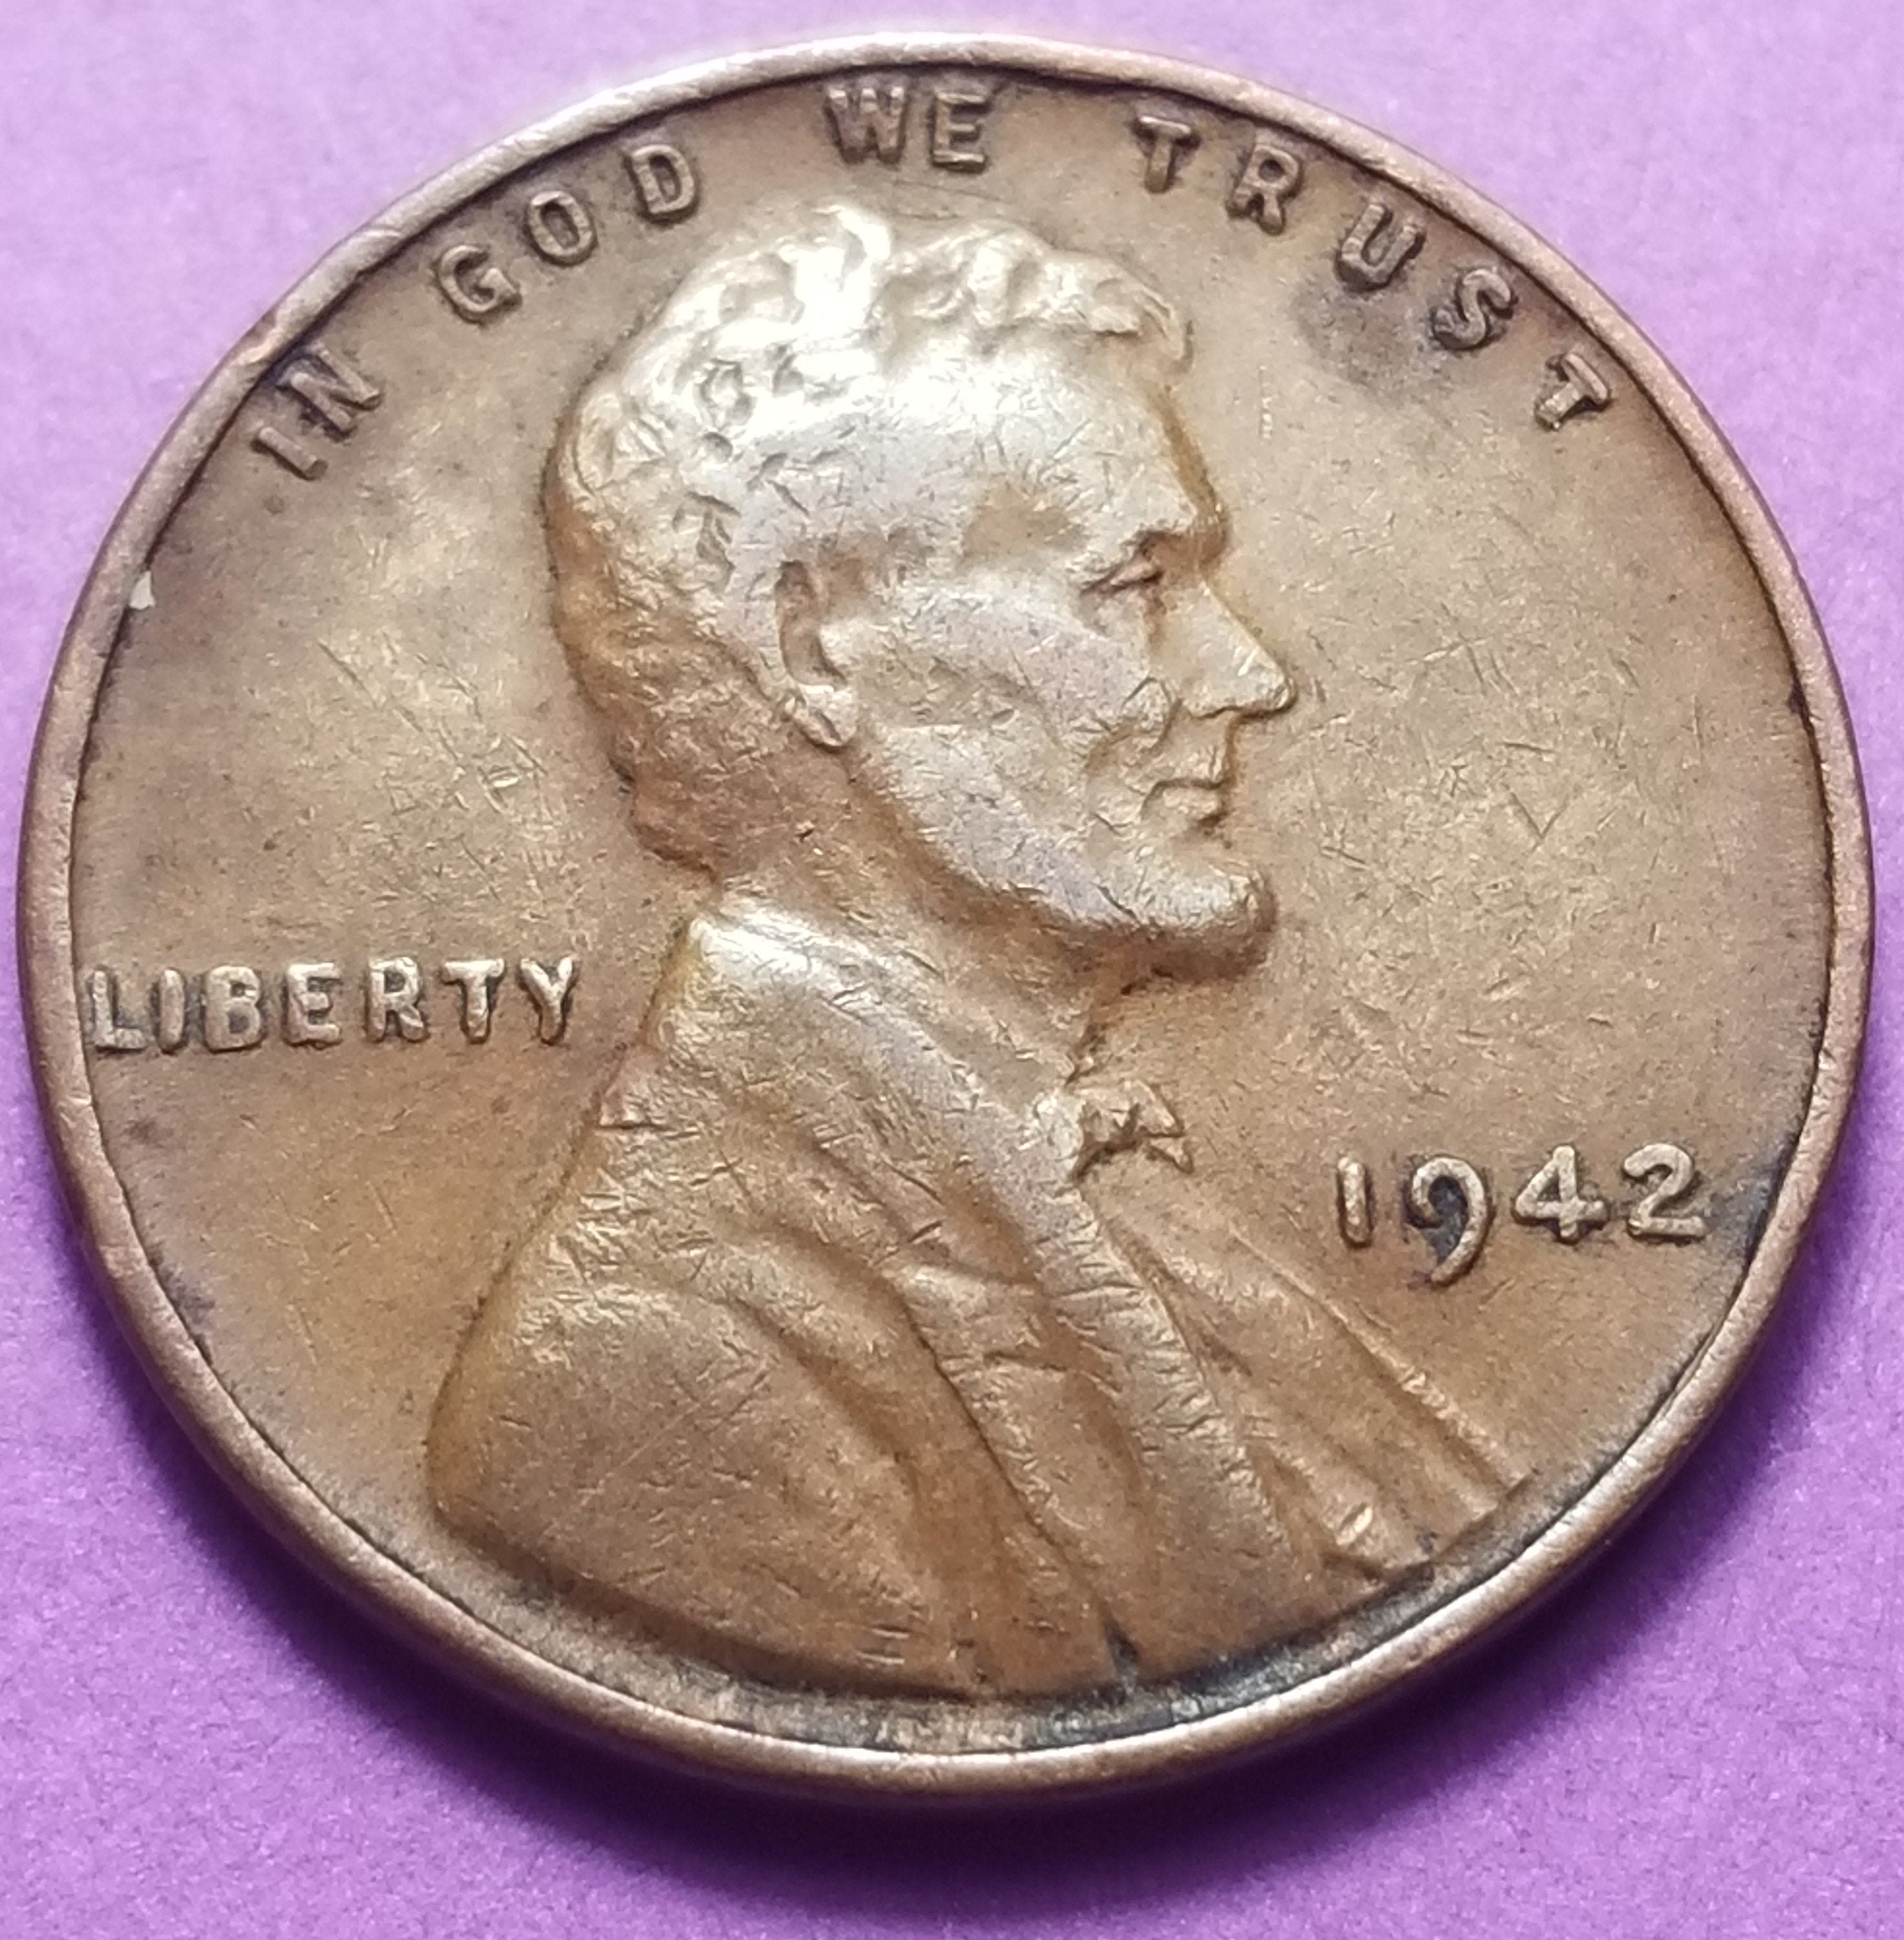 IN GOD WE TRUST
LIBERTY
1942